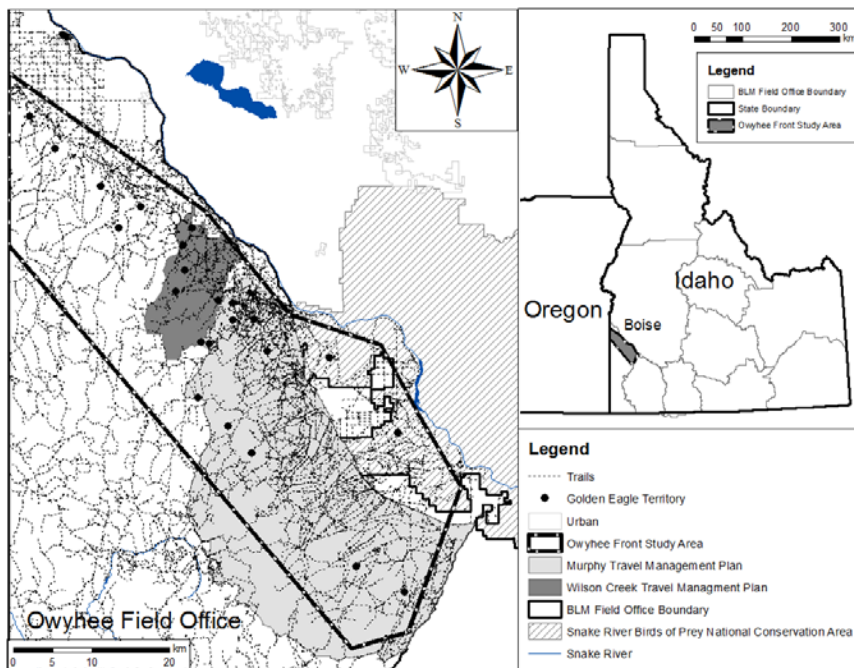 N
W
E
S
Owyhee Field Office
0 5 10 20
km
0 50 100 200 300
km
Legend
BLM Field Office Boundary
State Boundary
Owyhee Front Study Area
Oregon
Idaho
Boise
Legend
Trails
Golden Eagle Territory
Urban
Owyhee Front Study Area
Murphy Travel Management Plan
Wilson Creek Travel Managment Plan
BLM Field Office Boundary
Snake River Birds of Prey National Conservation Area
Snake River